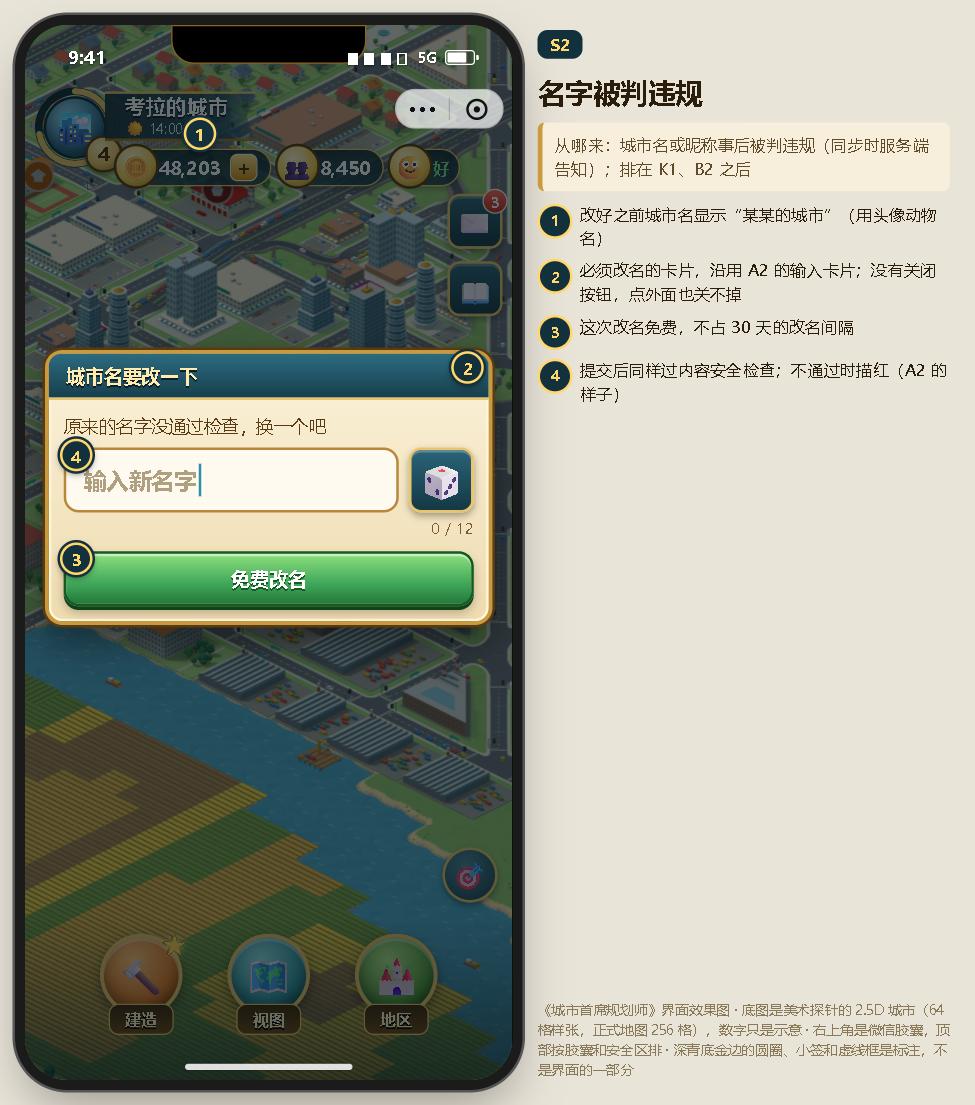 9:41
5G
考拉的城市
14:00
1
4
48,203
+
8,450
好
3
城市名要改一下
2
原来的名字没通过检查，换一个吧
4
输入新名字
0 / 12
3
免费改名
建造
视图
地区
S2
名字被判违规
从哪来：城市名或昵称事后被判违规（同步时服务端
告知）；排在 K1、B2 之后
1 改好之前城市名显示“某某的城市”（用头像动物
名）
2 必须改名的卡片，沿用 A2 的输入卡片；没有关闭
按钮，点外面也关不掉
3 这次改名免费，不占 30 天的改名间隔
4 提交后同样过内容安全检查；不通过时描红（A2 的
样子）
《城市首席规划师》界面效果图 · 底图是美术探针的 2.5D 城市（64
格样张，正式地图 256 格），数字只是示意 · 右上角是微信胶囊，顶
部按胶囊和安全区排 · 深青底金边的圆圈、小签和虚线框是标注，不
是界面的一部分